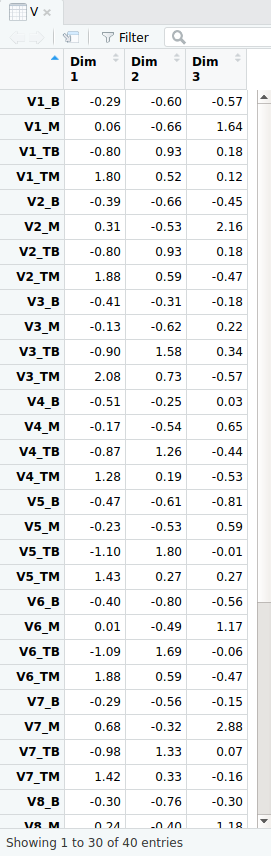 V
Filter
Dim 1 Dim 2 Dim 3
V1_B -0.29 -0.60 -0.57
V1_M 0.06 -0.66 1.64
V1_TB -0.80 0.93 0.18
V1_TM 1.80 0.52 0.12
V2_B -0.39 -0.66 -0.45
V2_M 0.31 -0.53 2.16
V2_TB -0.80 0.93 0.18
V2_TM 1.88 0.59 -0.47
V3_B -0.41 -0.31 -0.18
V3_M -0.13 -0.62 0.22
V3_TB -0.90 1.58 0.34
V3_TM 2.08 0.73 -0.57
V4_B -0.51 -0.25 0.03
V4_M -0.17 -0.54 0.65
V4_TB -0.87 1.26 -0.44
V4_TM 1.28 0.19 -0.53
V5_B -0.47 -0.61 -0.81
V5_M -0.23 -0.53 0.59
V5_TB -1.10 1.80 -0.01
V5_TM 1.43 0.27 0.27
V6_B -0.40 -0.80 -0.56
V6_M 0.01 -0.49 1.17
V6_TB -1.09 1.69 -0.06
V6_TM 1.88 0.59 -0.47
V7_B -0.29 -0.56 -0.15
V7_M 0.68 -0.32 2.88
V7_TB -0.98 1.33 0.07
V7_TM 1.42 0.33 -0.16
V8_B -0.30 -0.76 -0.30
V8_M 0.24 -0.40 1.18
Showing 1 to 30 of 40 entries